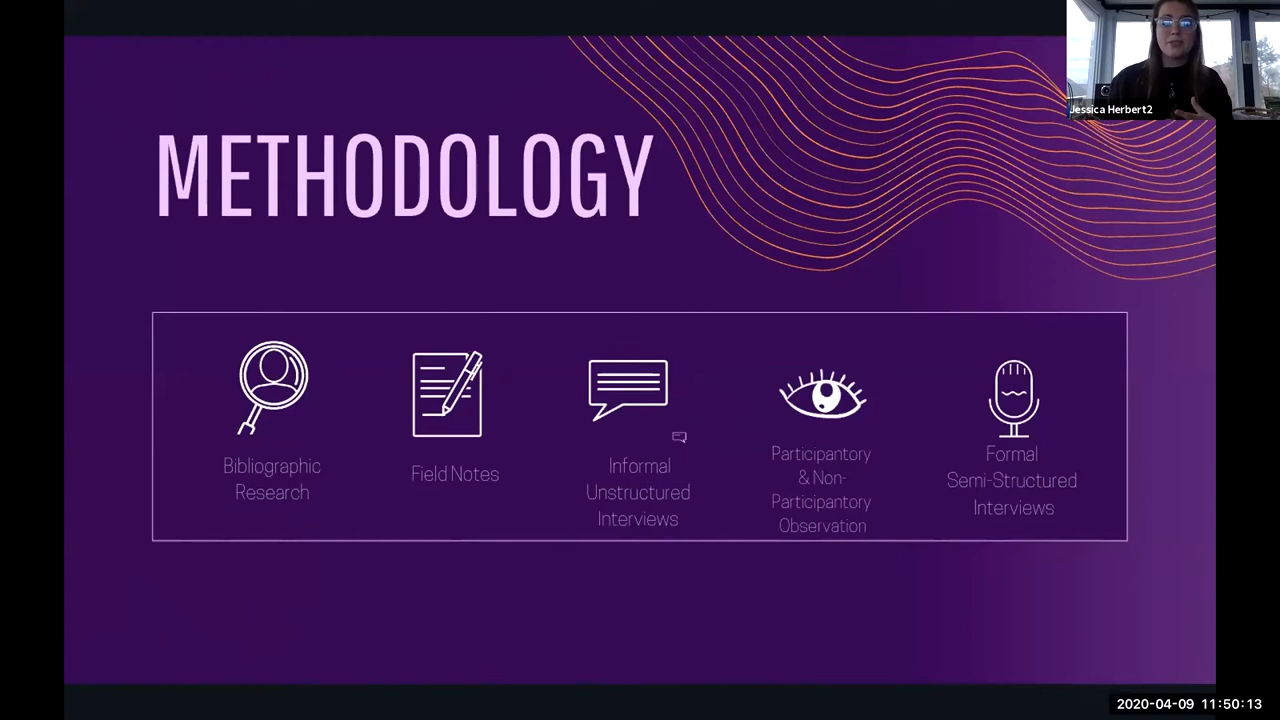 Jessica Herbert2
METHODOLOGY
Bibliographic
Research
Field Notes
Informal
Unstructured
Interviews
Participantory
& Non-
Participantory
Observation
Formal
Semi-Structured
Interviews
2020-04-09 11:50:13